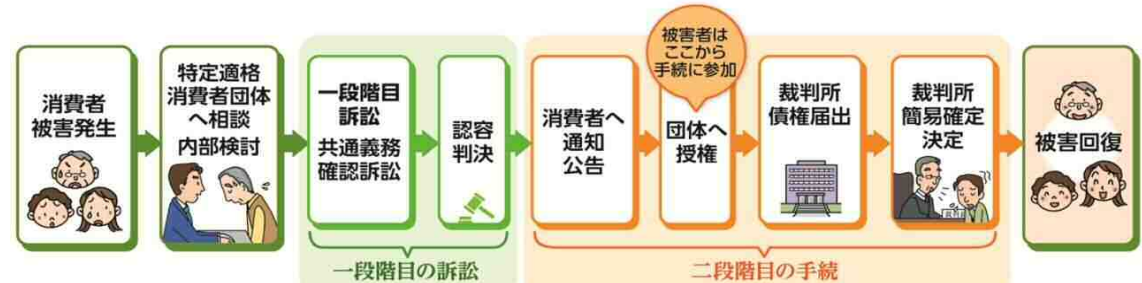 消費者
被害発生
特定適格
消費者団体
へ相談
内部検討
一段階目
訴訟
共通義務
確認訴訟
認容
判決
消費者へ
通知
公告
被害者は
ここから
手続に参加
団体へ
授権
裁判所
債権届出
裁判所
簡易確定
決定
被害回復
一段階目の訴訟
二段階目の手続